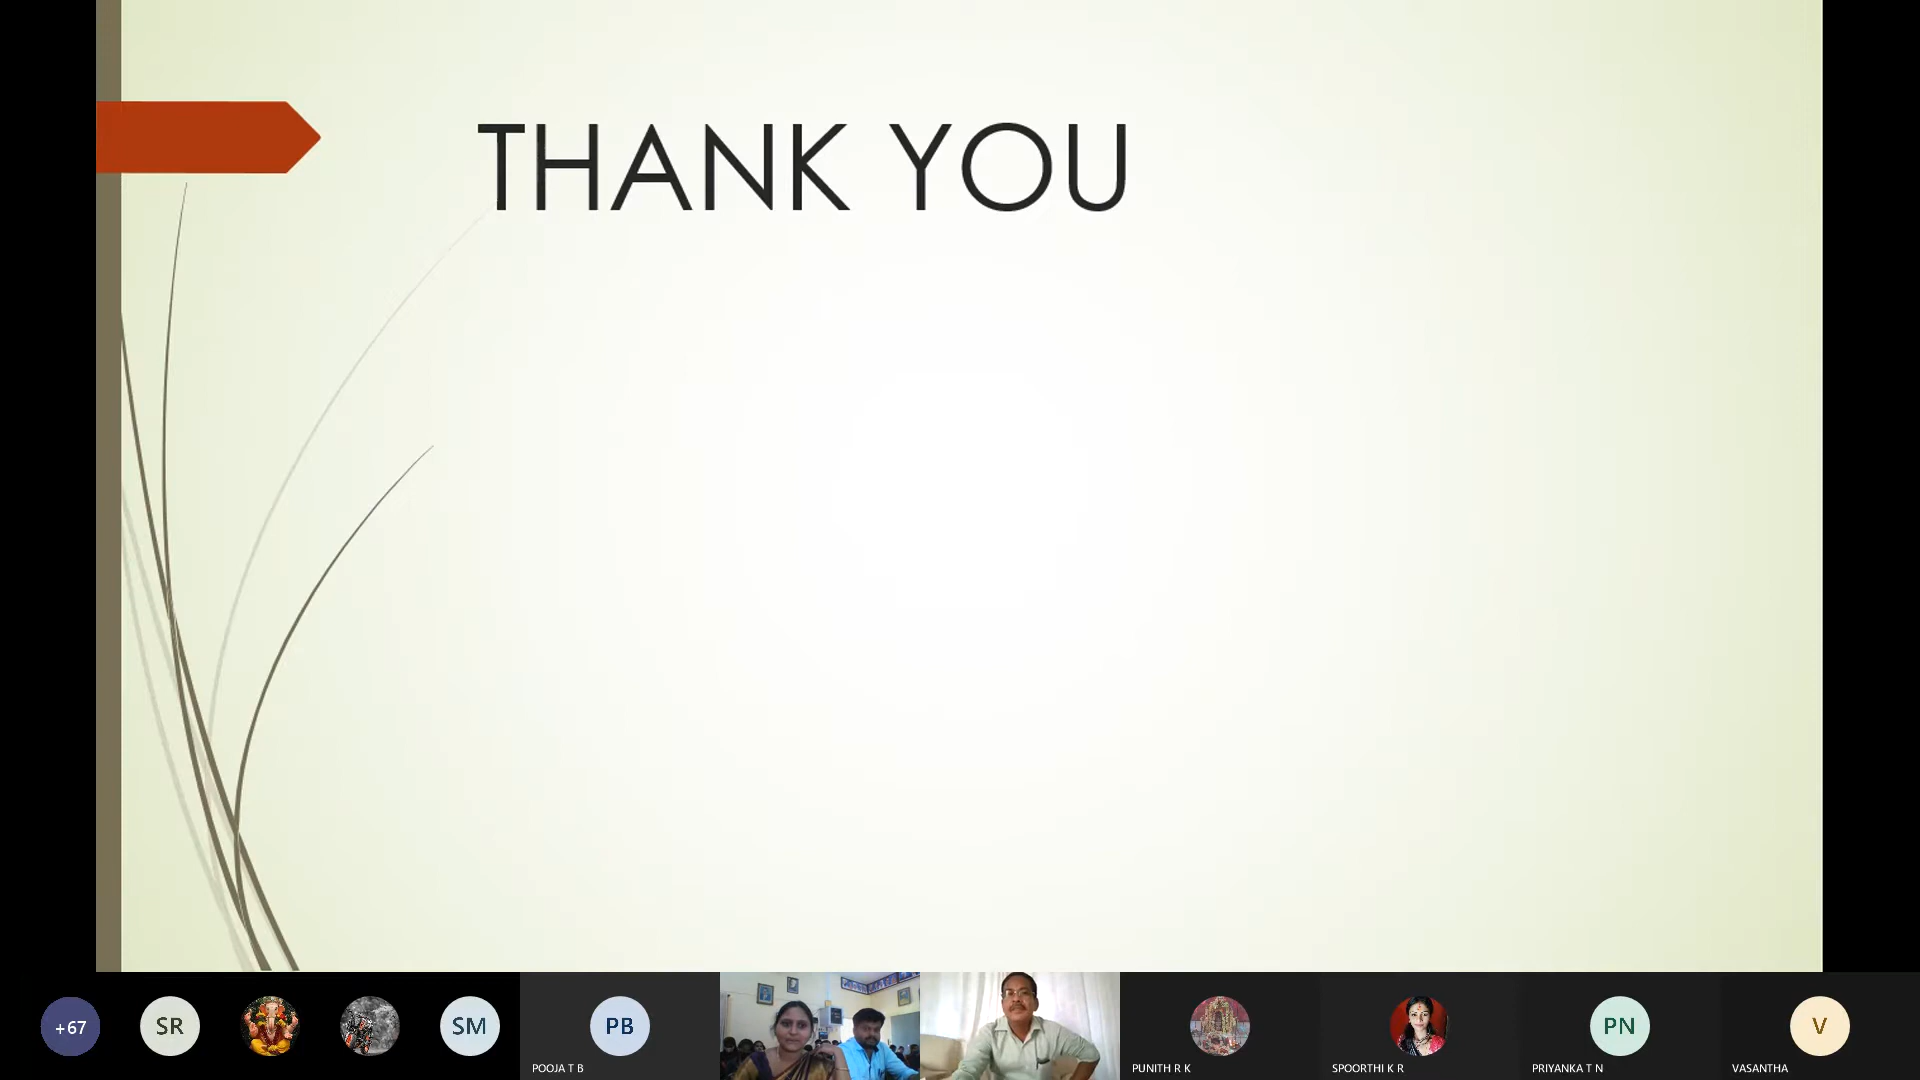 THANK YOU
+67
SR
SM
PB
PN
V
POOJA T B
PUNITH R K
SPOORTHI K R
PRIYANKA T N
VASANTHA